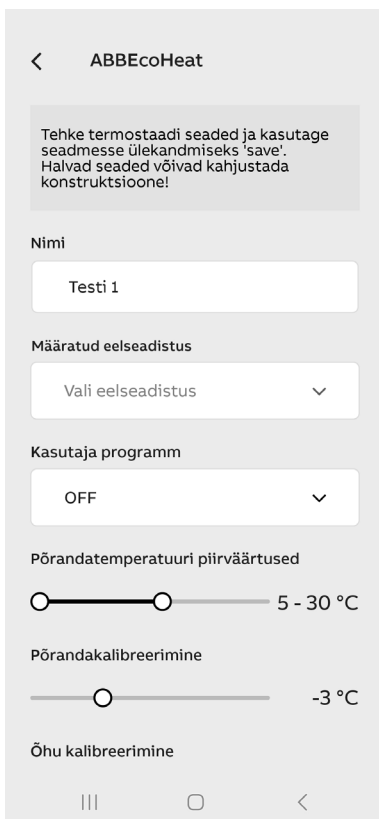 ABBEcoHeat
Tehke termostaadi seaded ja kasutage
seadmesse ülekandmiseks 'save'.
Halvad seaded võivad kahjustada
konstruktsioone!
Nimi
Testi 1
Määratud eelseadistus
Vali eelseadistus
Kasutaja programm
OFF
Põrandatemperatuuri piirväärtused
5 - 30 °C
Põrandakalibreerimine
-3 °C
Õhu kalibreerimine